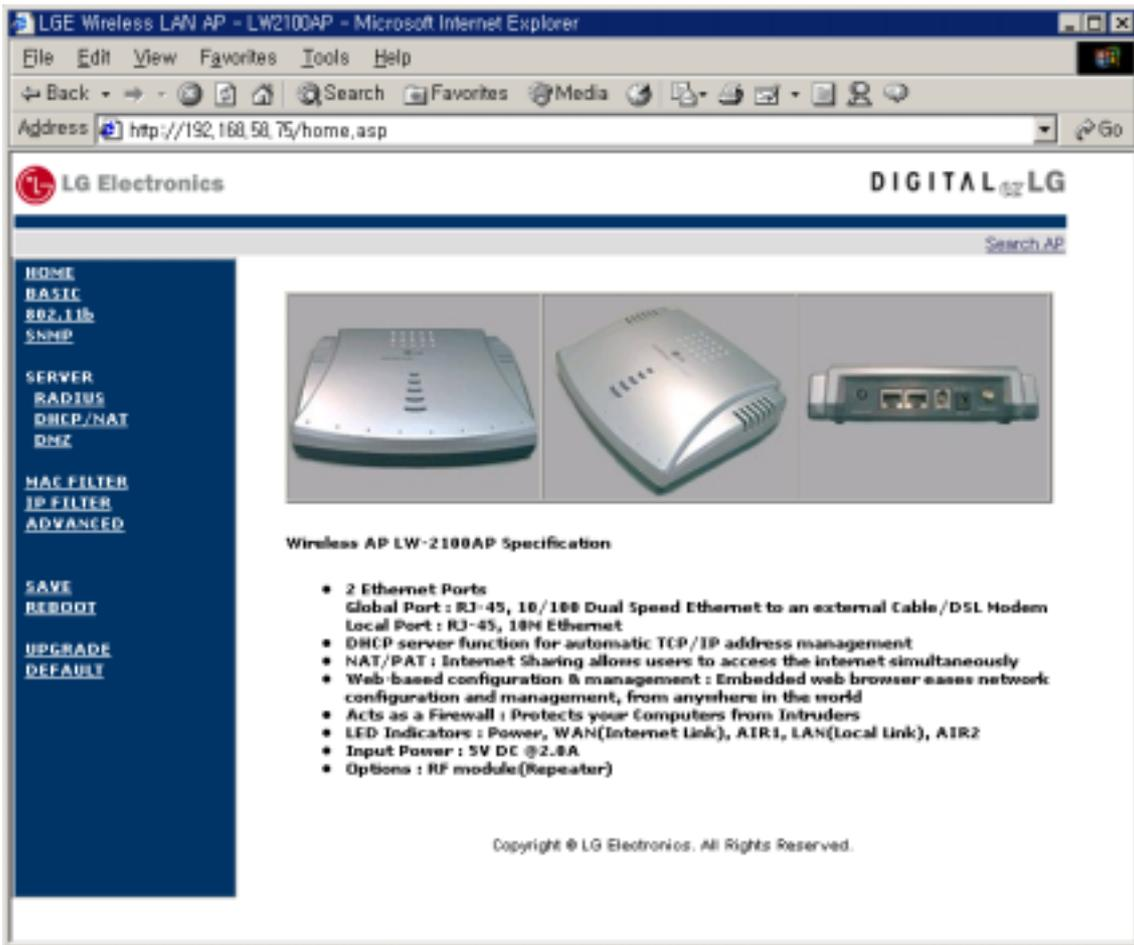 LGE Wireless LAN AP - LW2100AP - Microsoft Internet Explorer
File Edit View Favorites Tools Help
Back Search Favorites Media
Address http://192,168,58,75/home,asp Go
LG Electronics
DIGITAL ez LG
Search AP
HOME
BASIC
802.11b
SNMP
SERVER
RADIUS
DHCP/NAT
DMZ
MAC FILTER
IP FILTER
ADVANCED
SAVE
REBOOT
UPGRADE
DEFAULT
Wireless AP LW-2100AP Specification
• 2 Ethernet Ports
Global Port : RJ-45, 10/100 Dual Speed Ethernet to an external Cable/DSL Modem
Local Port : RJ-45, 10M Ethernet
• DHCP server function for automatic TCP/IP address management
• NAT/PAT : Internet Sharing allows users to access the internet simultaneously
• Web-based configuration & management : Embedded web browser eases network
configuration and management, from anywhere in the world
• Acts as a Firewall : Protects your Computers from Intruders
• LED Indicators : Power, WAN(Internet Link), AIR1, LAN(Local Link), AIR2
• Input Power : 5V DC @2.0A
• Options : RF module(Repeater)
Copyright © LG Electronics. All Rights Reserved.